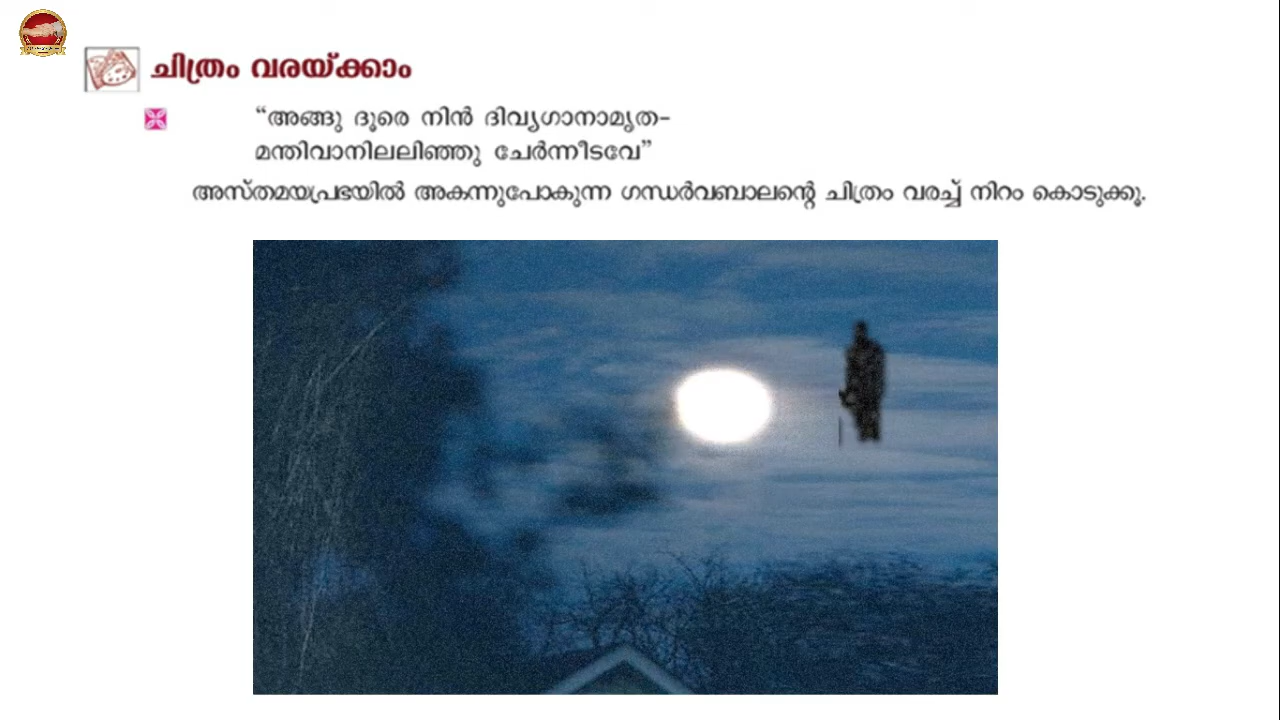 ചിത്രം വരയ്ക്കാം
“അങ്ങു ദൂരെ നിൻ ദിവ്യഗാനാമൃത-
മന്തിവാനിലലിഞ്ഞു ചേർന്നീടവേ”
അസ്തമയപ്രഭയിൽ അകന്നുപോകുന്ന ഗന്ധർവബാലന്റെ ചിത്രം വരച്ച് നിറം കൊടുക്കൂ.